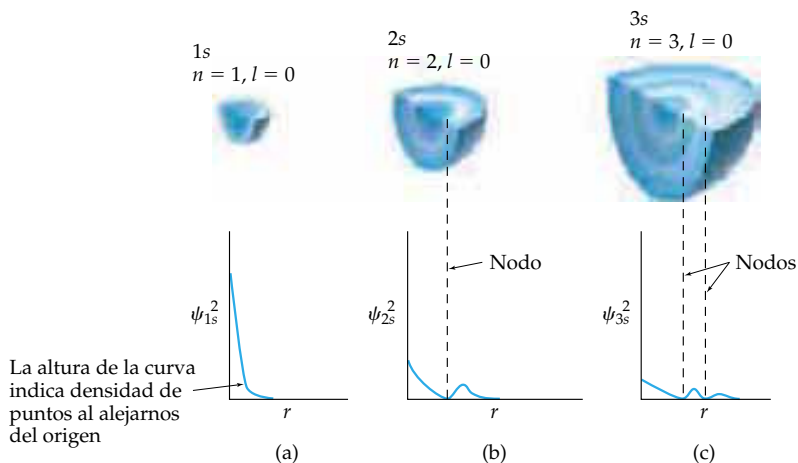 1s
n = 1, l = 0
2s
n = 2, l = 0
3s
n = 3, l = 0
Nodo
Nodos
ψ1s²
ψ2s²
ψ3s²
La altura de la curva
indica densidad de
puntos al alejarnos
del origen
r
r
r
(a)
(b)
(c)